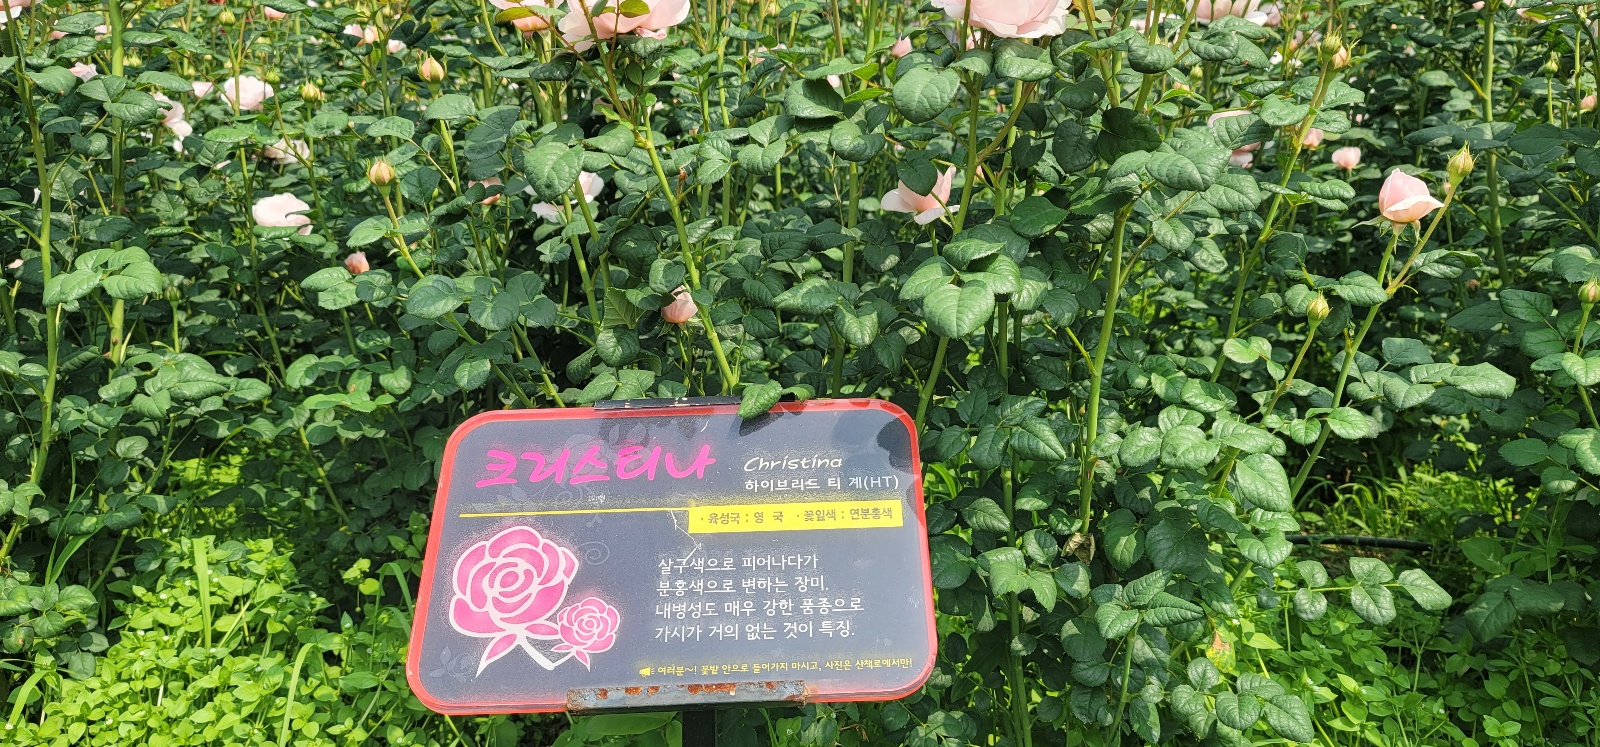 크리스티나 Christina
하이브리드 티 계(HT)
· 육성국 : 영 국 · 꽃잎색 : 연분홍색
살구색으로 피어나다가
분홍색으로 변하는 장미.
내병성도 매우 강한 품종으로
가시가 거의 없는 것이 특징.
여러분~! 꽃밭 안으로 들어가지 마시고, 사진은 산책로에서만!